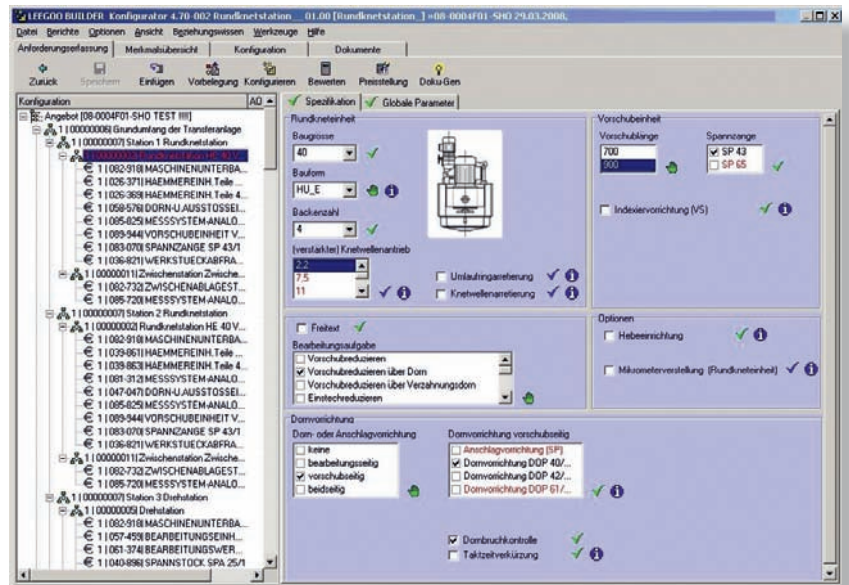 LEEGOO BUILDER Konfigurator 4.70-002 Rundknetstation__01.00 [Rundknetstation_] =08-0004F01-SHO 29.03.2008,
Datei Berichte Optionen Ansicht Beziehungswissen Werkzeuge Hilfe
Anforderungserfassung Merkmalsübersicht Konfiguration Dokumente
Zurück Speichern Einfügen Vorbelegung Konfigurieren Bewerten Preisstellung Doku-Gen
Konfiguration AO
Angebot [08-0004F01-SHO TEST !!!!]
1 | 00000006| Grundumfang der Transferanlage
1 | 00000007| Station 1 Rundknetstation
1 | 00000002| Rundknetstation HE 40 V...
1 | 082-918| MASCHINENUNTERBA...
1 | 026-371| HAEMMEREINH. Teile ...
1 | 026-369| HAEMMEREINH. Teile 4...
1 | 058-576| DORN-U.AUSSTOSSEI...
1 | 085-825| MESSSYSTEM-ANALO...
1 | 089-944| VORSCHUBEINHEIT V...
1 | 083-070| SPANNZANGE SP 43/1
1 | 036-821| WERKSTUECKABFRA...
1 | 00000011| Zwischenstation Zwische...
1 | 082-732| ZWISCHENABLAGEST...
1 | 085-720| MESSSYSTEM-ANALO...
1 | 00000007| Station 2 Rundknetstation
1 | 00000002| Rundknetstation HE 40 V...
1 | 082-918| MASCHINENUNTERBA...
1 | 039-861| HAEMMEREINH. Teile ...
1 | 039-863| HAEMMEREINH. Teile 4...
1 | 081-312| MESSSYSTEM-ANALO...
1 | 047-047| DORN-U.AUSSTOSSEI...
1 | 085-825| MESSSYSTEM-ANALO...
1 | 089-944| VORSCHUBEINHEIT V...
1 | 083-070| SPANNZANGE SP 43/1
1 | 036-821| WERKSTUECKABFRA...
1 | 00000011| Zwischenstation Zwische...
1 | 082-732| ZWISCHENABLAGEST...
1 | 085-720| MESSSYSTEM-ANALO...
1 | 00000007| Station 3 Drehstation
1 | 00000005| Drehstation
1 | 082-918| MASCHINENUNTERBA...
1 | 057-459| BEARBEITUNGSEINH...
1 | 061-374| BEARBEITUNGSWER...
1 | 040-896| SPANNSTOCK SPA 25/1
Spezifikation Globale Parameter
Rundkneteinheit
Baugrösse
40
Bauform
HU_E
Backenzahl
4
(verstärkter) Knetwellenantrieb
2,2
7,5
11
Umlaufringarretierung
Knetwellenarretierung
Vorschubeinheit
Vorschublänge Spannzange
700 SP 43
900 SP 65
Indexiervorrichtung (VS)
Freitext
Bearbeitungsaufgabe
Vorschubreduzieren
Vorschubreduzieren über Dorn
Vorschubreduzieren über Verzahnungsdorn
Einstechreduzieren
Optionen
Hebeeinrichtung
Mikrometerverstellung (Rundkneteinheit)
Dornvorrichtung
Dorn- oder Anschlagvorrichtung Dornvorrichtung vorschubseitig
keine Anschlagvorrichtung (SP)
bearbeitungsseitig Dornvorrichtung DOP 40/...
vorschubseitig Dornvorrichtung DOP 42/...
beidseitig Dornvorrichtung DOP 61/...
Dornbruchkontrolle
Taktzeitverkürzung